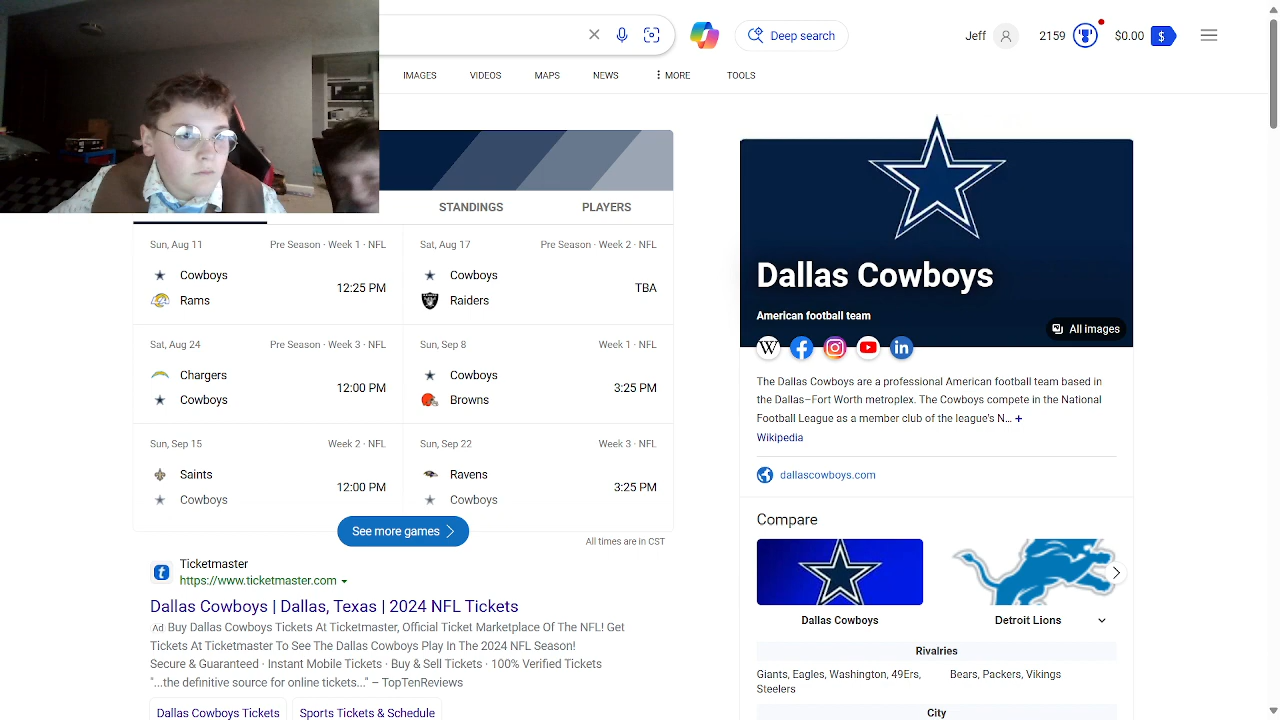 Deep search
Jeff
2159
$0.00
$
IMAGES
VIDEOS
MAPS
NEWS
MORE
TOOLS
STANDINGS
PLAYERS
Sun, Aug 11
Pre Season · Week 1 · NFL
Cowboys
Rams
12:25 PM
Sat, Aug 17
Pre Season · Week 2 · NFL
Cowboys
Raiders
TBA
Sat, Aug 24
Pre Season · Week 3 · NFL
Chargers
Cowboys
12:00 PM
Sun, Sep 8
Week 1 · NFL
Cowboys
Browns
3:25 PM
Sun, Sep 15
Week 2 · NFL
Saints
Cowboys
12:00 PM
Sun, Sep 22
Week 3 · NFL
Ravens
Cowboys
3:25 PM
See more games
All times are in CST
t
Ticketmaster
https://www.ticketmaster.com
Dallas Cowboys | Dallas, Texas | 2024 NFL Tickets
Ad Buy Dallas Cowboys Tickets At Ticketmaster, Official Ticket Marketplace Of The NFL! Get
Tickets At Ticketmaster To See The Dallas Cowboys Play In The 2024 NFL Season!
Secure & Guaranteed · Instant Mobile Tickets · Buy & Sell Tickets · 100% Verified Tickets
"...the definitive source for online tickets..." – TopTenReviews
Dallas Cowboys Tickets
Sports Tickets & Schedule
Dallas Cowboys
American football team
All images
W
in
The Dallas Cowboys are a professional American football team based in
the Dallas–Fort Worth metroplex. The Cowboys compete in the National
Football League as a member club of the league's N... +
Wikipedia
dallascowboys.com
Compare
Dallas Cowboys
Detroit Lions
Rivalries
Giants, Eagles, Washington, 49Ers,
Steelers
Bears, Packers, Vikings
City